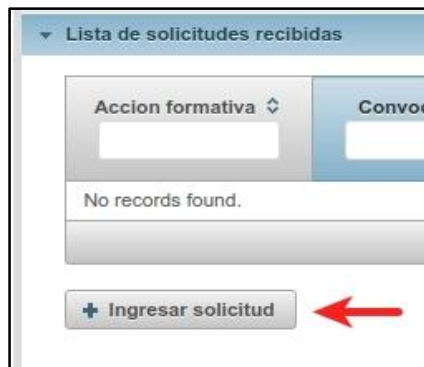 Lista de solicitudes recibidas
Accion formativa
No records found.
Ingresar solicitud